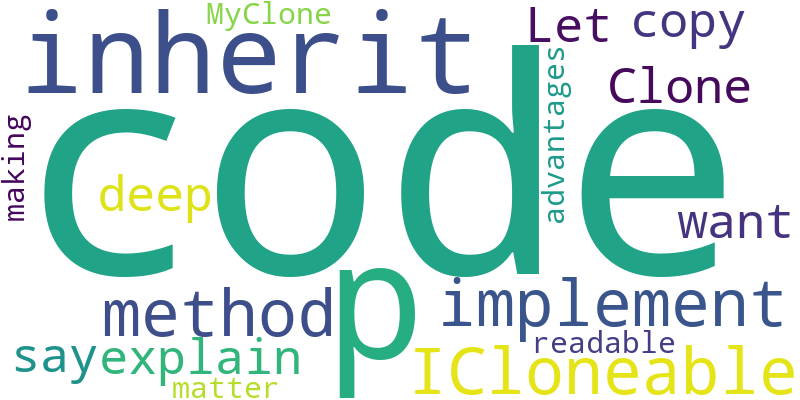 MyClone
inherit
Let
copy
Clone
code
advantages
making
deep
want
method
p
implement
say
explain
readable
ICloneable
matter